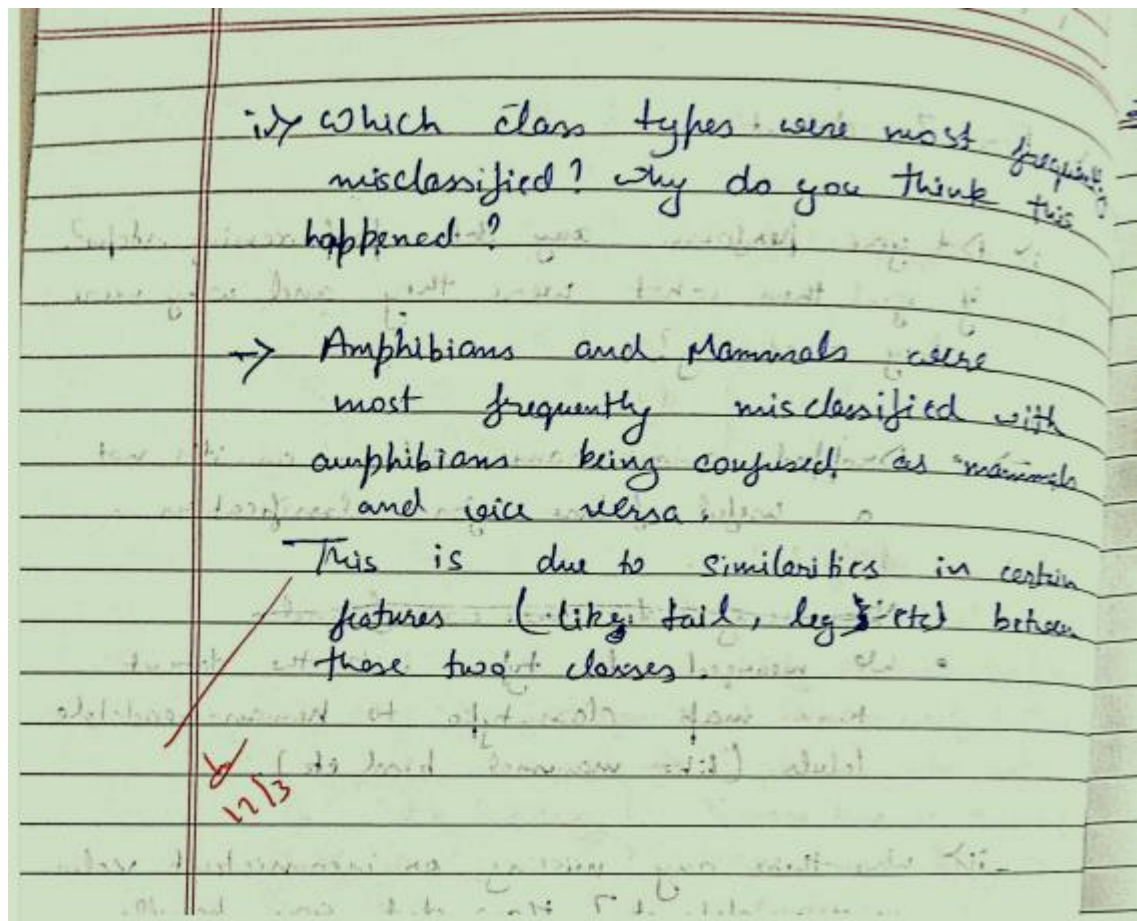 ii> Which class types were most frequently
misclassified? why do you think this
happened?
-> Amphibians and Mammals were
most frequently misclassified with
amphibians being confused as mammals
and vice versa.
This is due to similarities in certain
features (like tail, legs etc) between
these two classes.
12/3